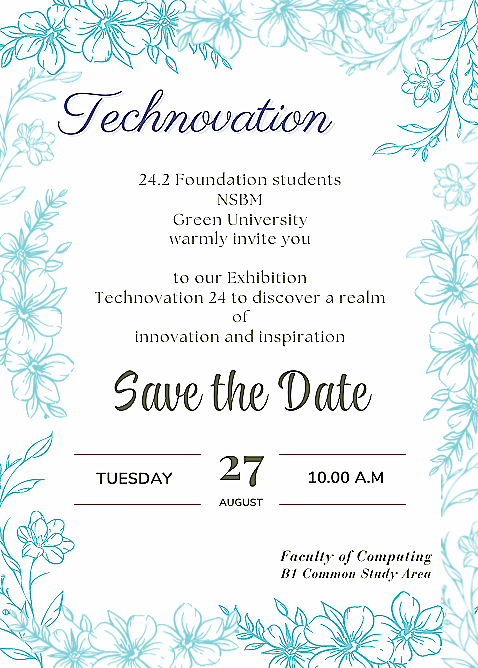 Technovation
24.2 Foundation students
NSBM
Green University
warmly invite you
to our Exhibition
Technovation 24 to discover a realm
of
innovation and inspiration
Save the Date
TUESDAY
27
AUGUST
10.00 A.M
Faculty of Computing
B1 Common Study Area